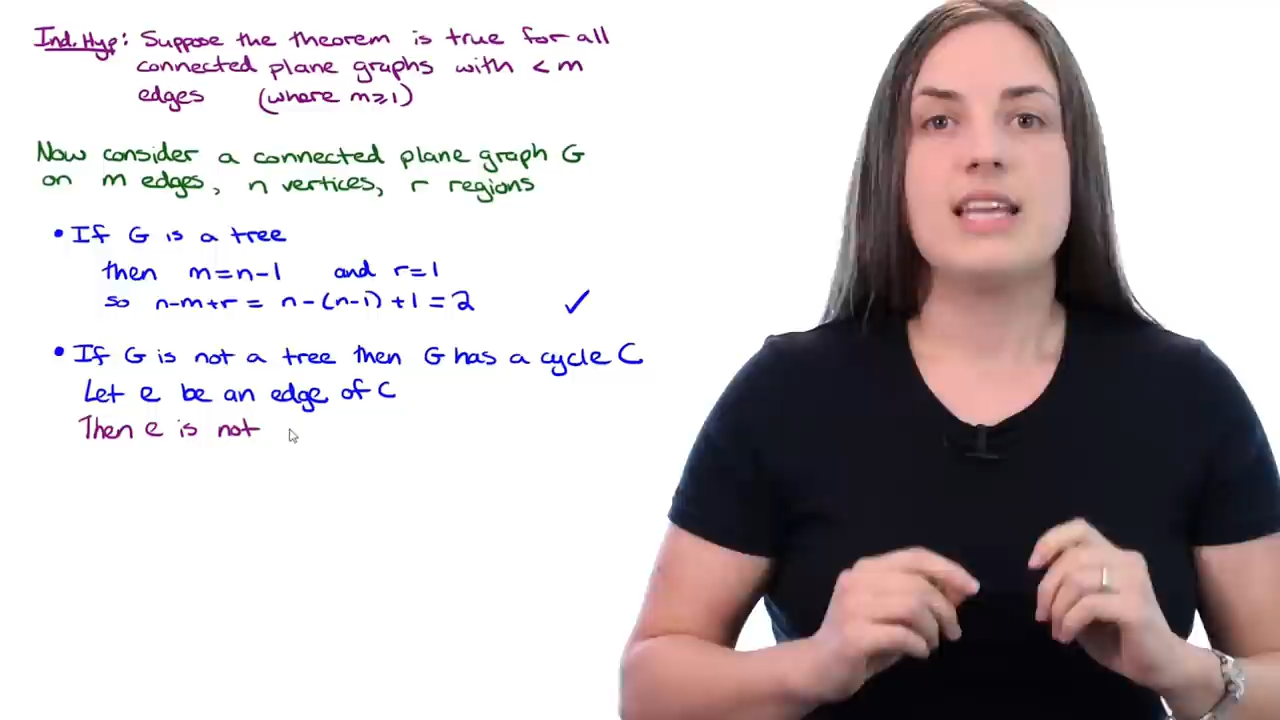 Ind. Hyp: Suppose the theorem is true for all
connected plane graphs with < m
edges (where m≥1)
Now consider a connected plane graph G
on m edges, n vertices, r regions
• If G is a tree
then m=n-1 and r=1
so n-m+r = n-(n-1)+1=2 ✓
• If G is not a tree then G has a cycle C
Let e be an edge of C
Then e is not